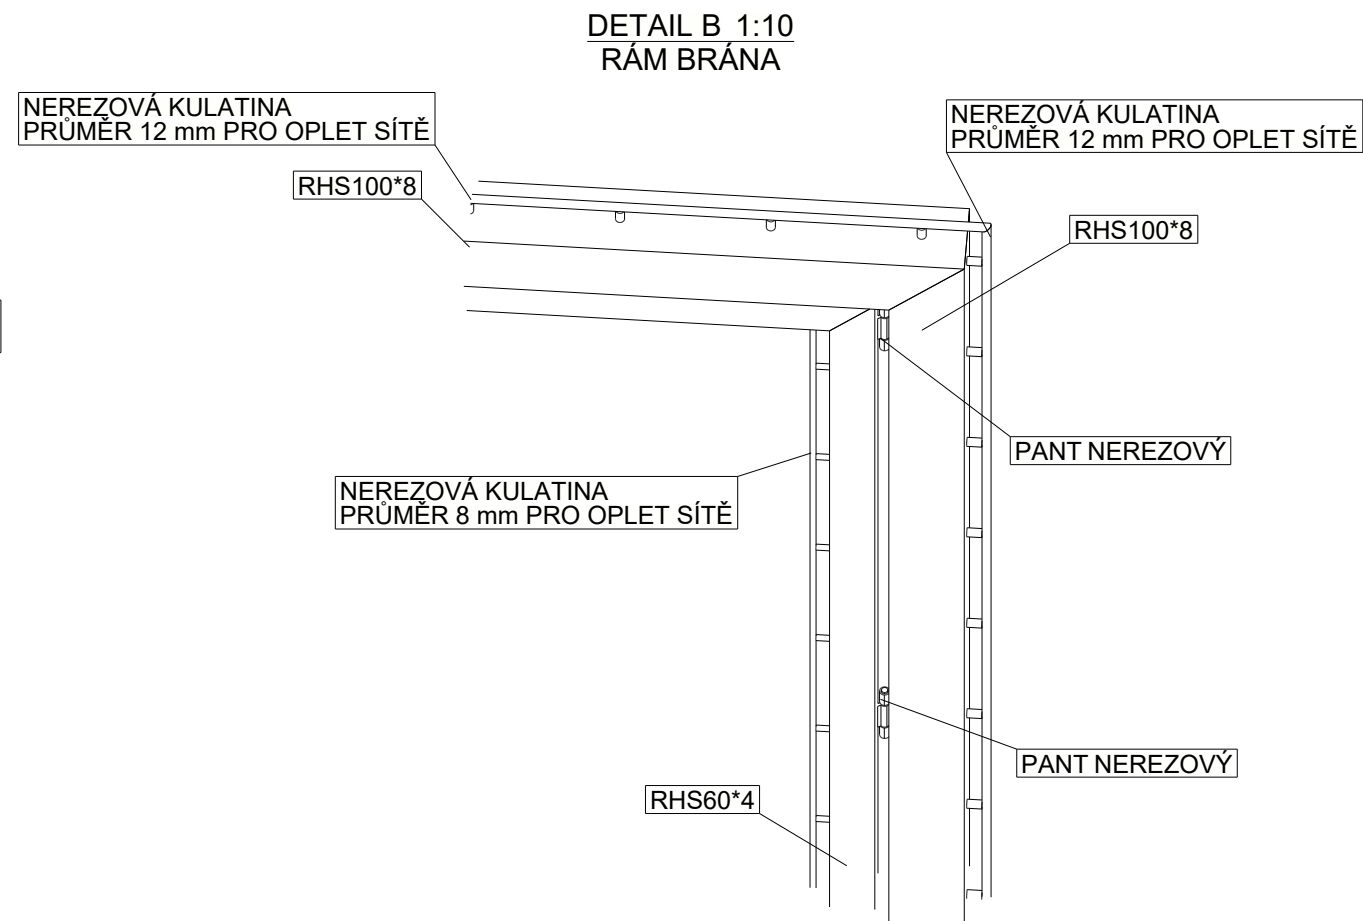 DETAIL B 1:10
RÁM BRÁNA
NEREZOVÁ KULATINA
PRŮMĚR 12 mm PRO OPLET SÍTĚ
NEREZOVÁ KULATINA
PRŮMĚR 12 mm PRO OPLET SÍTĚ
RHS100*8
RHS100*8
PANT NEREZOVÝ
NEREZOVÁ KULATINA
PRŮMĚR 8 mm PRO OPLET SÍTĚ
PANT NEREZOVÝ
RHS60*4